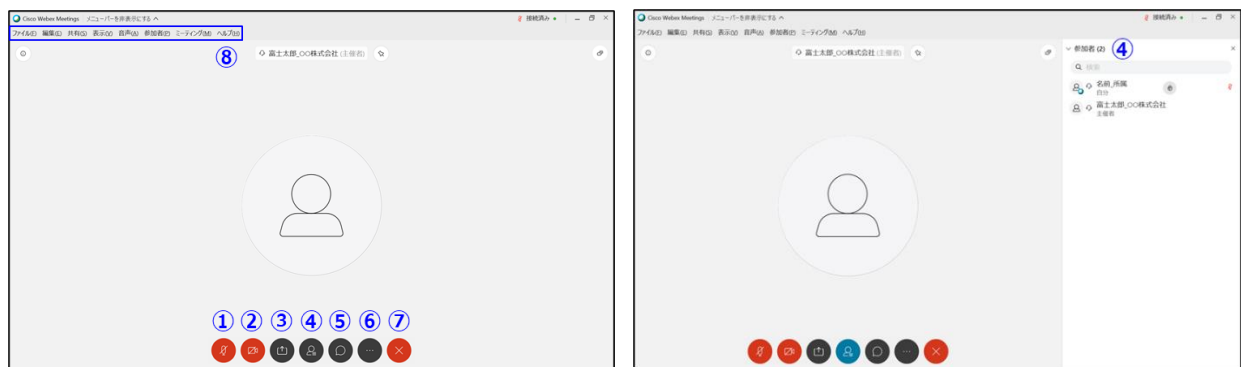 Cisco Webex Meetings メニューバーを非表示にする ヘ 接続済み
ファイル(F) 編集(E) 共有(S) 表示(V) 音声(A) 参加者(P) ミーティング(M) ヘルプ(H)
⑧
富士太郎_〇〇株式会社 (主催者)
① ② ③ ④ ⑤ ⑥ ⑦
Cisco Webex Meetings メニューバーを非表示にする ヘ 接続済み
ファイル(F) 編集(E) 共有(S) 表示(V) 音声(A) 参加者(P) ミーティング(M) ヘルプ(H)
富士太郎_〇〇株式会社 (主催者)
参加者 (2) ④
検索
名前_所属
自分
富士太郎_〇〇株式会社
主催者